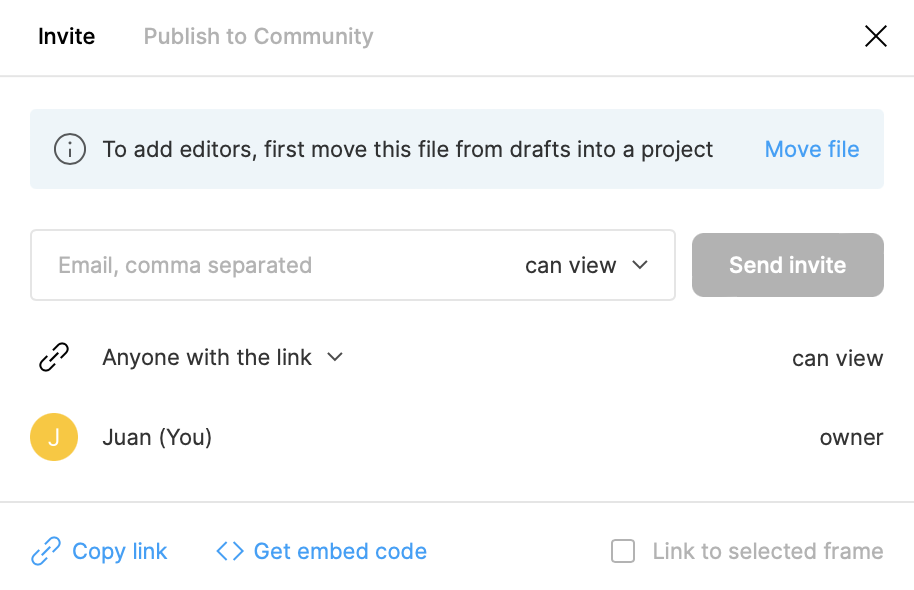 Invite Publish to Community
To add editors, first move this file from drafts into a project Move file
Email, comma separated can view Send invite
Anyone with the link can view
J Juan (You) owner
Copy link <> Get embed code Link to selected frame